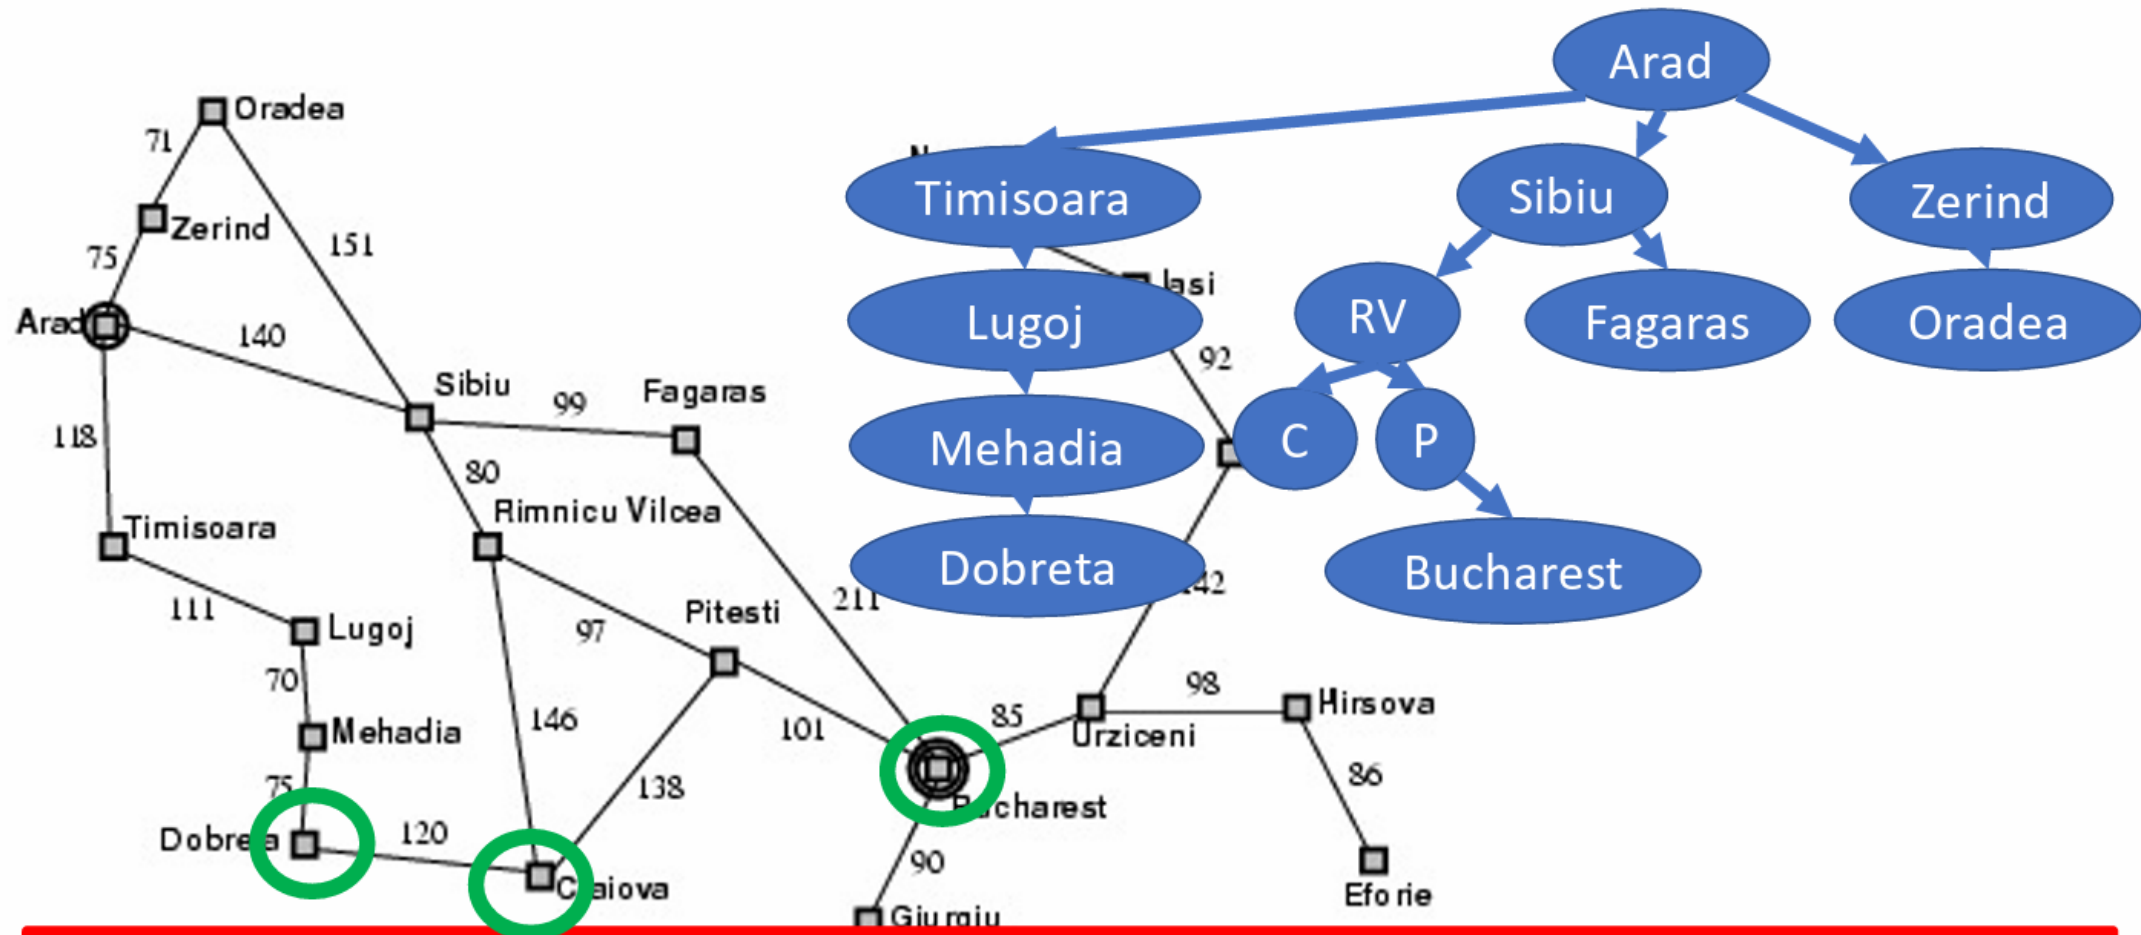 Oradea
71
Zerind
151
75
Arad
140
Sibiu
99
Fagaras
118
80
Rimnicu Vilcea
Timisoara
111
Lugoj
97
Pitesti
211
70
Mehadia
146
101
138
75
Dobreta
120
Craiova
Bucharest
85
Urziceni
98
Hirsova
86
Eforie
90
Giurgiu
Iasi
92
Arad
Timisoara
Sibiu
Zerind
Lugoj
RV
Fagaras
Oradea
Mehadia
C
P
Dobreta
Bucharest